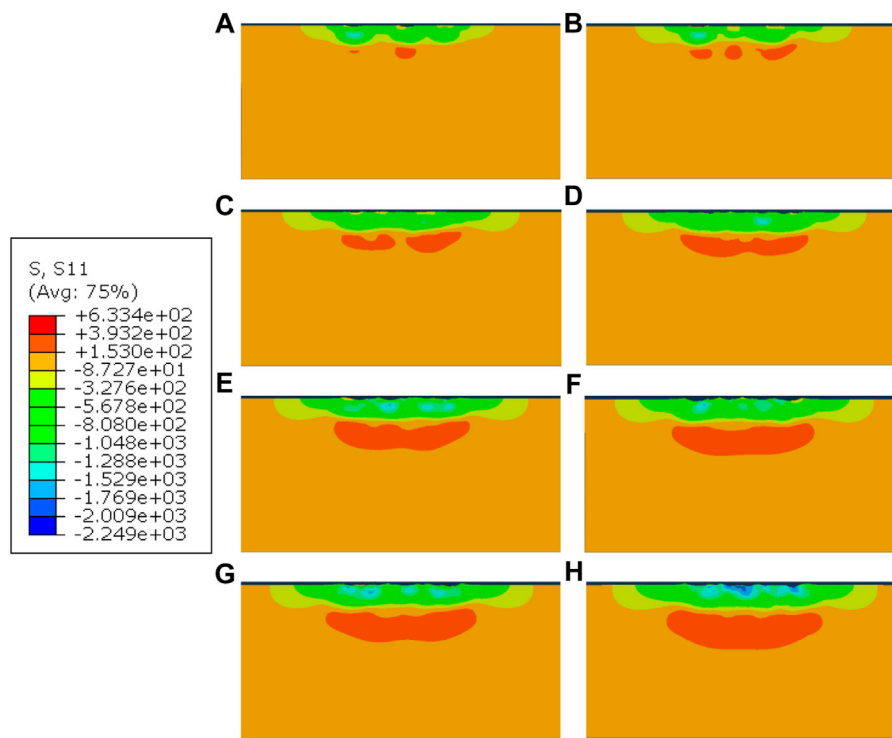 A
B
C
D
S, S11
(Avg: 75%)
+6.334e+02
+3.932e+02
+1.530e+02
-8.727e+01
-3.276e+02
-5.678e+02
-8.080e+02
-1.048e+03
-1.288e+03
-1.529e+03
-1.769e+03
-2.009e+03
-2.249e+03
E
F
G
H